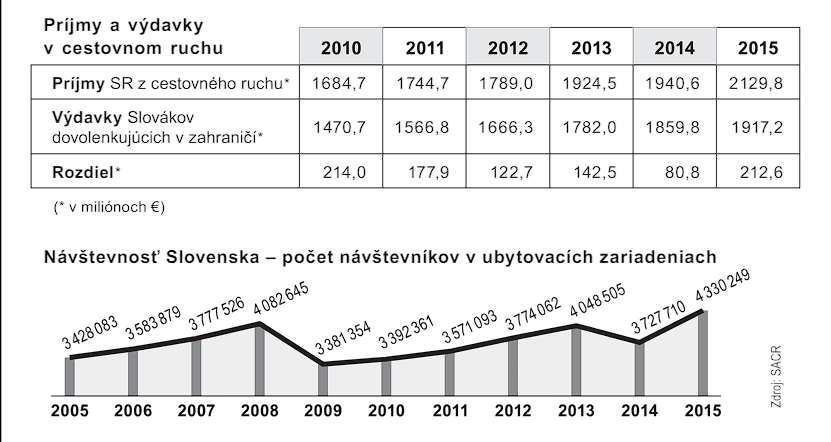 Príjmy a výdavky
v cestovnom ruchu
2010 2011 2012 2013 2014 2015
Príjmy SR z cestovného ruchu* 1684,7 1744,7 1789,0 1924,5 1940,6 2129,8
Výdavky Slovákov
dovolenkujúcich v zahraničí* 1470,7 1566,8 1666,3 1782,0 1859,8 1917,2
Rozdiel* 214,0 177,9 122,7 142,5 80,8 212,6
(* v miliónoch €)
Návštevnosť Slovenska – počet návštevníkov v ubytovacích zariadeniach
3 428 083 3 583 879 3 777 526 4 082 645 3 381 354 3 392 361 3 571 093 3 774 062 4 048 505 3 727 710 4 330 249
2005 2006 2007 2008 2009 2010 2011 2012 2013 2014 2015
Zdroj: SACR